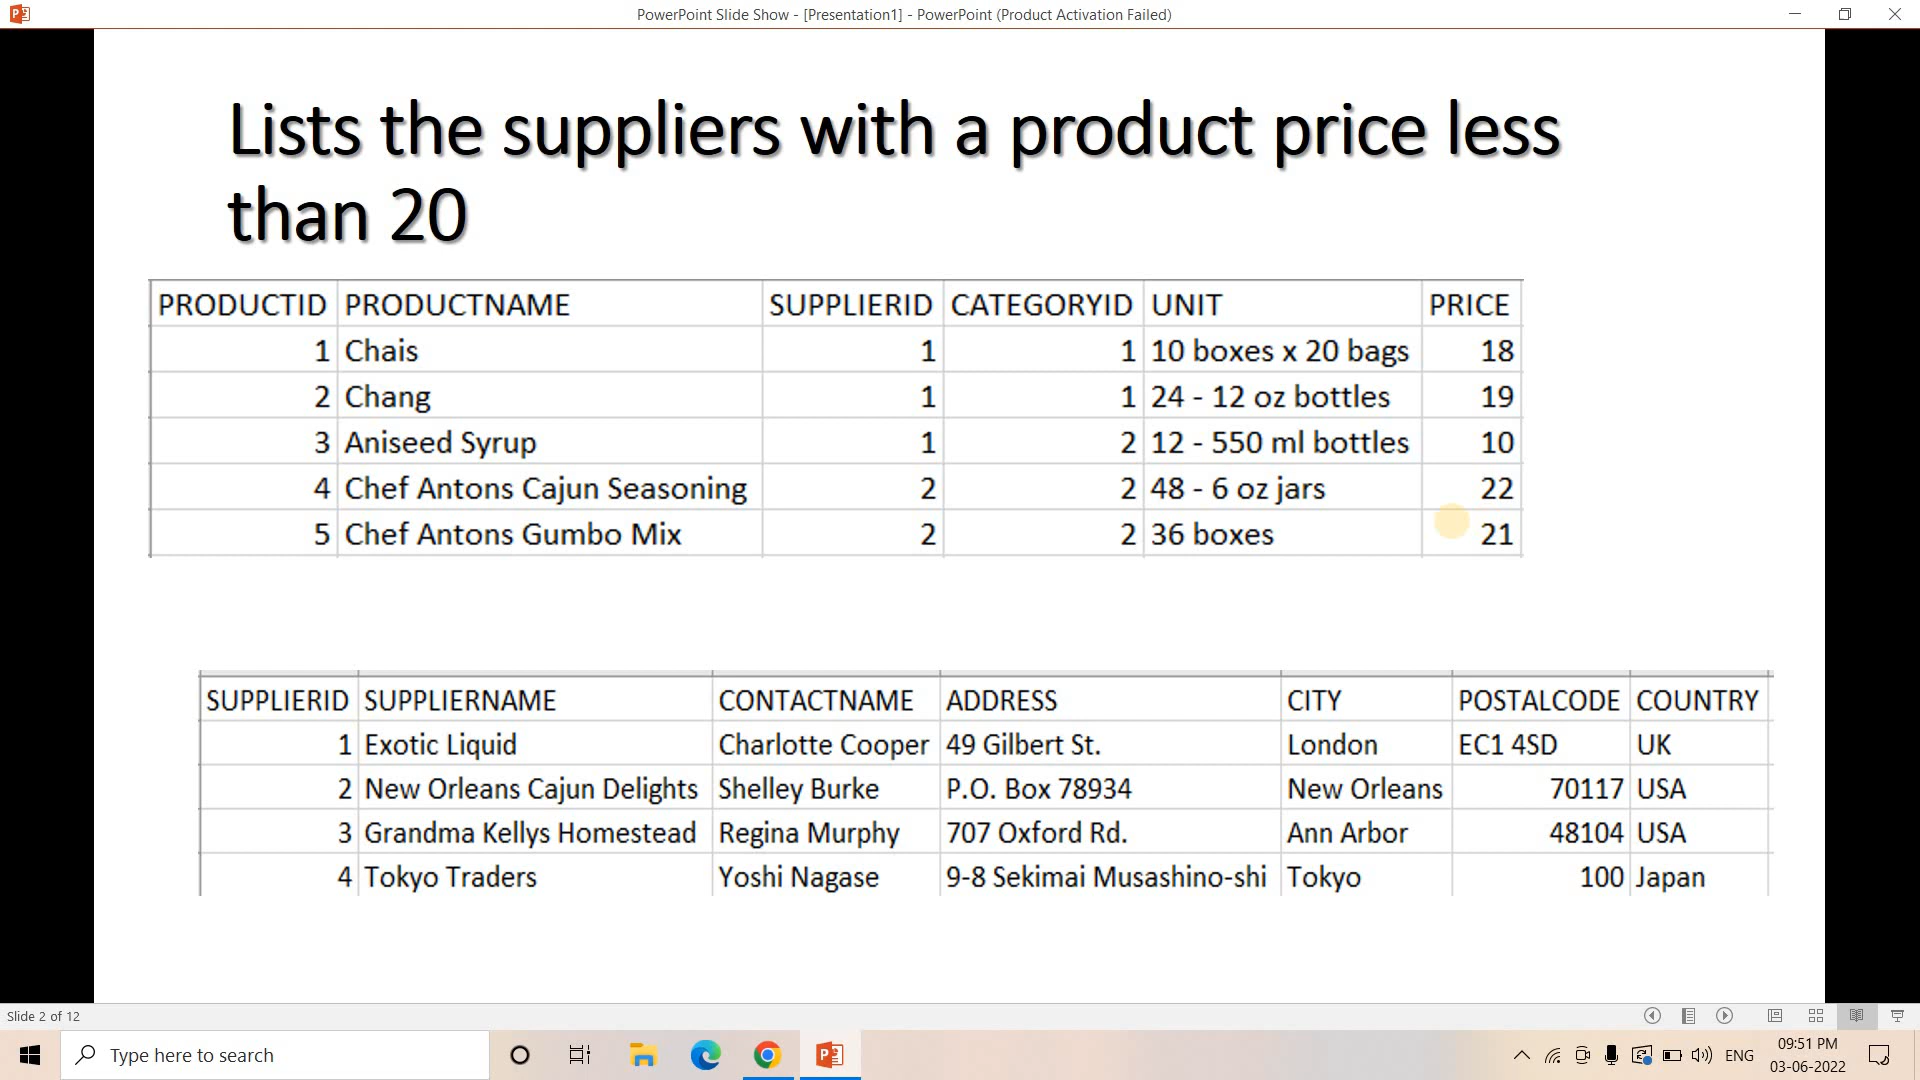 PowerPoint Slide Show - [Presentation1] - PowerPoint (Product Activation Failed)
Lists the suppliers with a product price less
than 20
PRODUCTID PRODUCTNAME SUPPLIERID CATEGORYID UNIT PRICE
1 Chais 1 1 10 boxes x 20 bags 18
2 Chang 1 1 24 - 12 oz bottles 19
3 Aniseed Syrup 1 2 12 - 550 ml bottles 10
4 Chef Antons Cajun Seasoning 2 2 48 - 6 oz jars 22
5 Chef Antons Gumbo Mix 2 2 36 boxes 21
SUPPLIERID SUPPLIERNAME CONTACTNAME ADDRESS CITY POSTALCODE COUNTRY
1 Exotic Liquid Charlotte Cooper 49 Gilbert St. London EC1 4SD UK
2 New Orleans Cajun Delights Shelley Burke P.O. Box 78934 New Orleans 70117 USA
3 Grandma Kellys Homestead Regina Murphy 707 Oxford Rd. Ann Arbor 48104 USA
4 Tokyo Traders Yoshi Nagase 9-8 Sekimai Musashino-shi Tokyo 100 Japan
Slide 2 of 12
Type here to search
ENG
09:51 PM
03-06-2022